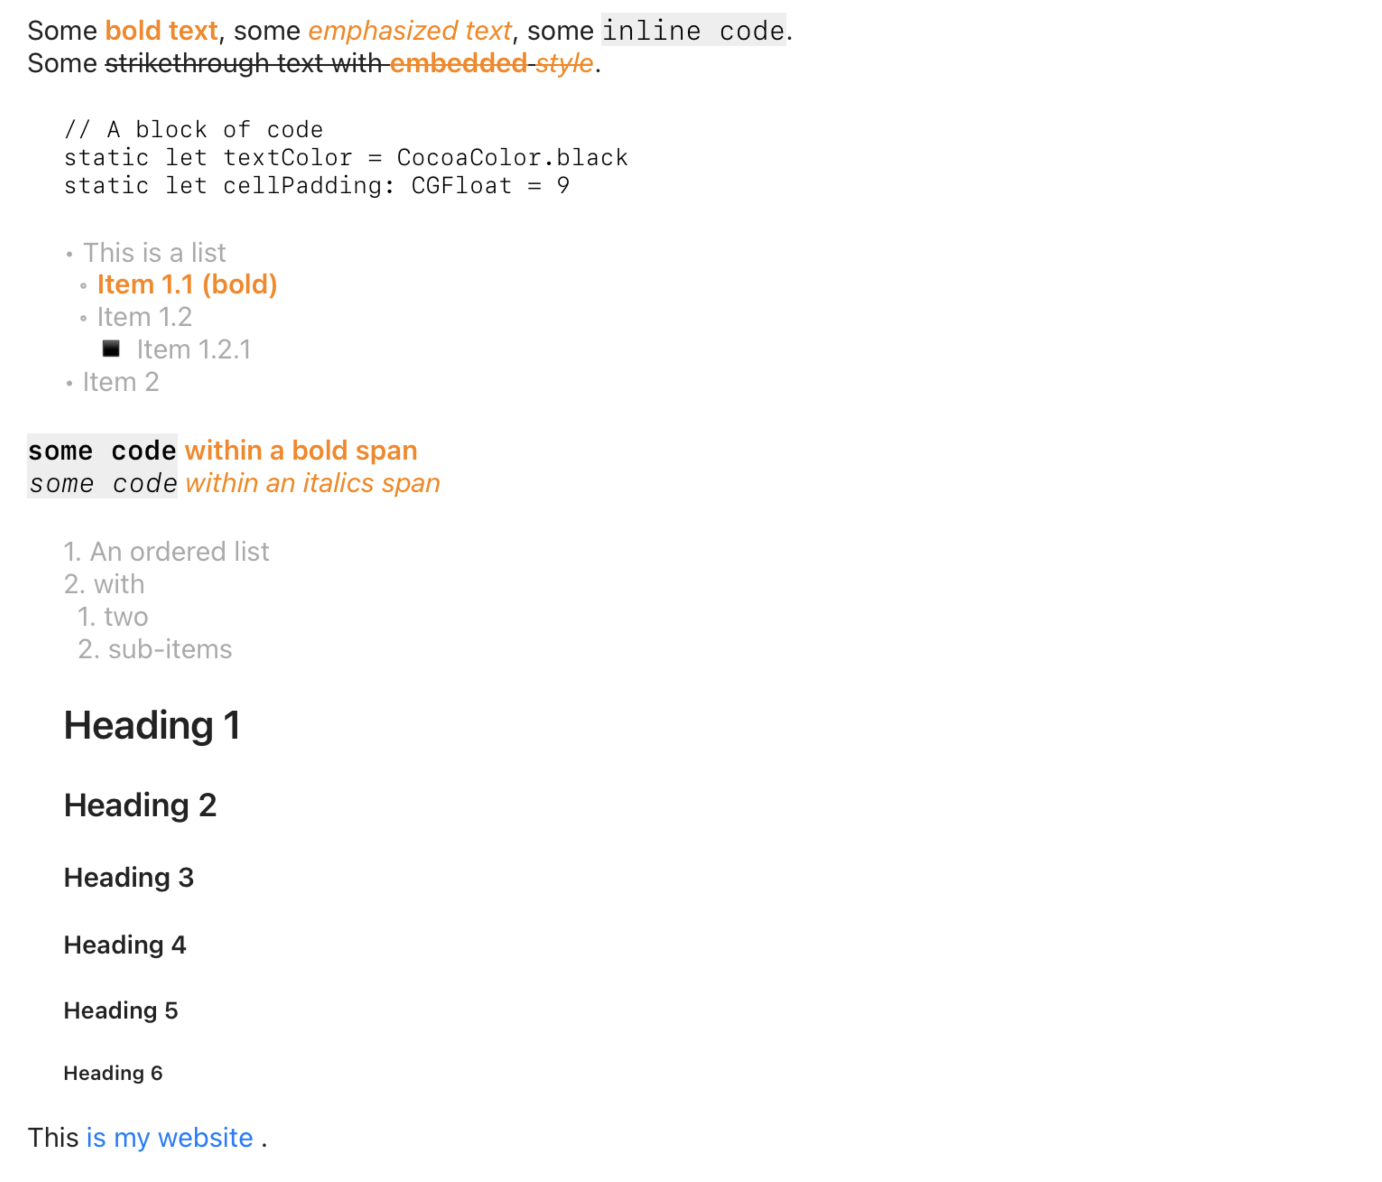 Some bold text, some emphasized text, some inline code.
Some strikethrough text with embedded style.
// A block of code
static let textColor = CocoaColor.black
static let cellPadding: CGFloat = 9
• This is a list
◦ Item 1.1 (bold)
◦ Item 1.2
▪ Item 1.2.1
• Item 2
some code within a bold span
some code within an italics span
1. An ordered list
2. with
1. two
2. sub-items
Heading 1
Heading 2
Heading 3
Heading 4
Heading 5
Heading 6
This is my website .